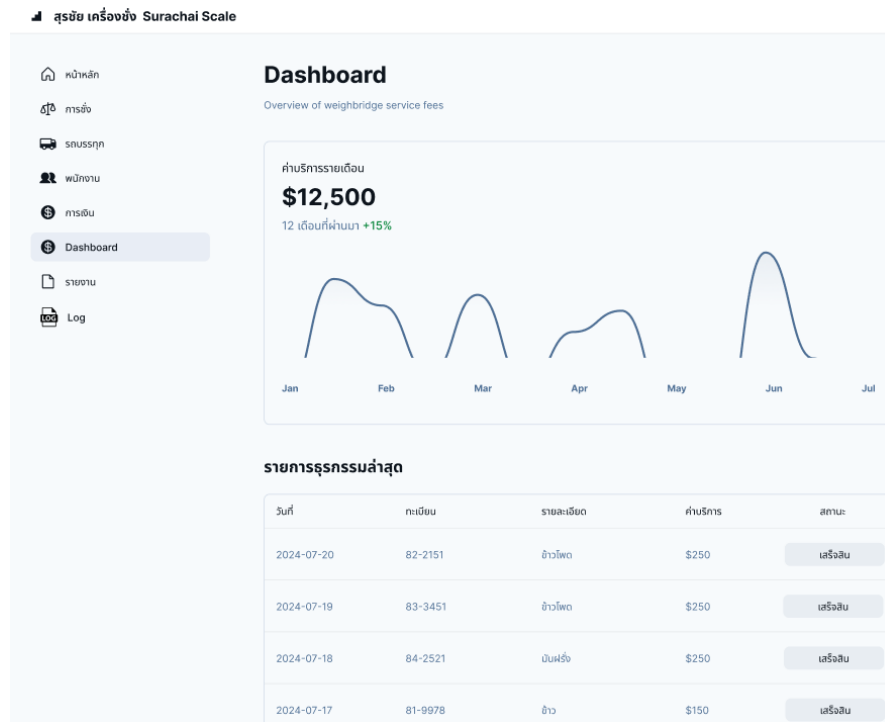 สุรชัย เครื่องชั่ง Surachai Scale
หน้าหลัก
การชั่ง
รถบรรทุก
พนักงาน
การเงิน
Dashboard
รายงาน
LOG Log
Dashboard
Overview of weighbridge service fees
ค่าบริการรายเดือน
$12,500
12 เดือนที่ผ่านมา +15%
Jan Feb Mar Apr May Jun Jul
รายการธุรกรรมล่าสุด
วันที่ ทะเบียน รายละเอียด ค่าบริการ สถานะ
2024-07-20 82-2151 ข้าวโพด $250 เสร็จสิน
2024-07-19 83-3451 ข้าวโพด $250 เสร็จสิน
2024-07-18 84-2521 มันฝรั่ง $250 เสร็จสิน
2024-07-17 81-9978 ข้าว $150 เสร็จสิน